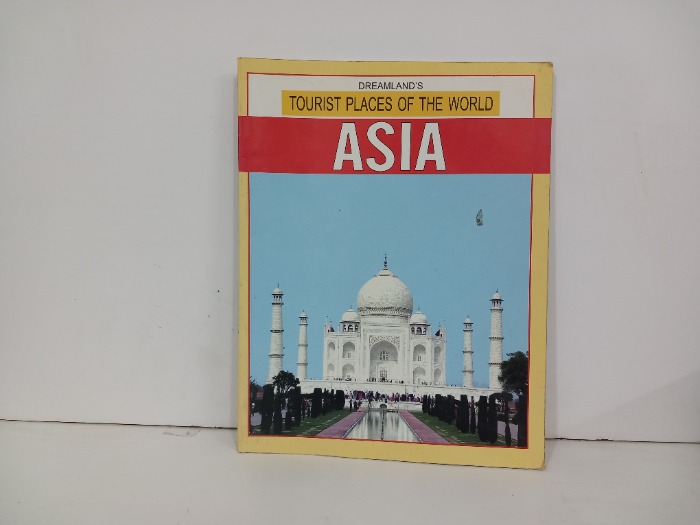 DREAMLAND'S
TOURIST PLACES OF THE WORLD
ASIA